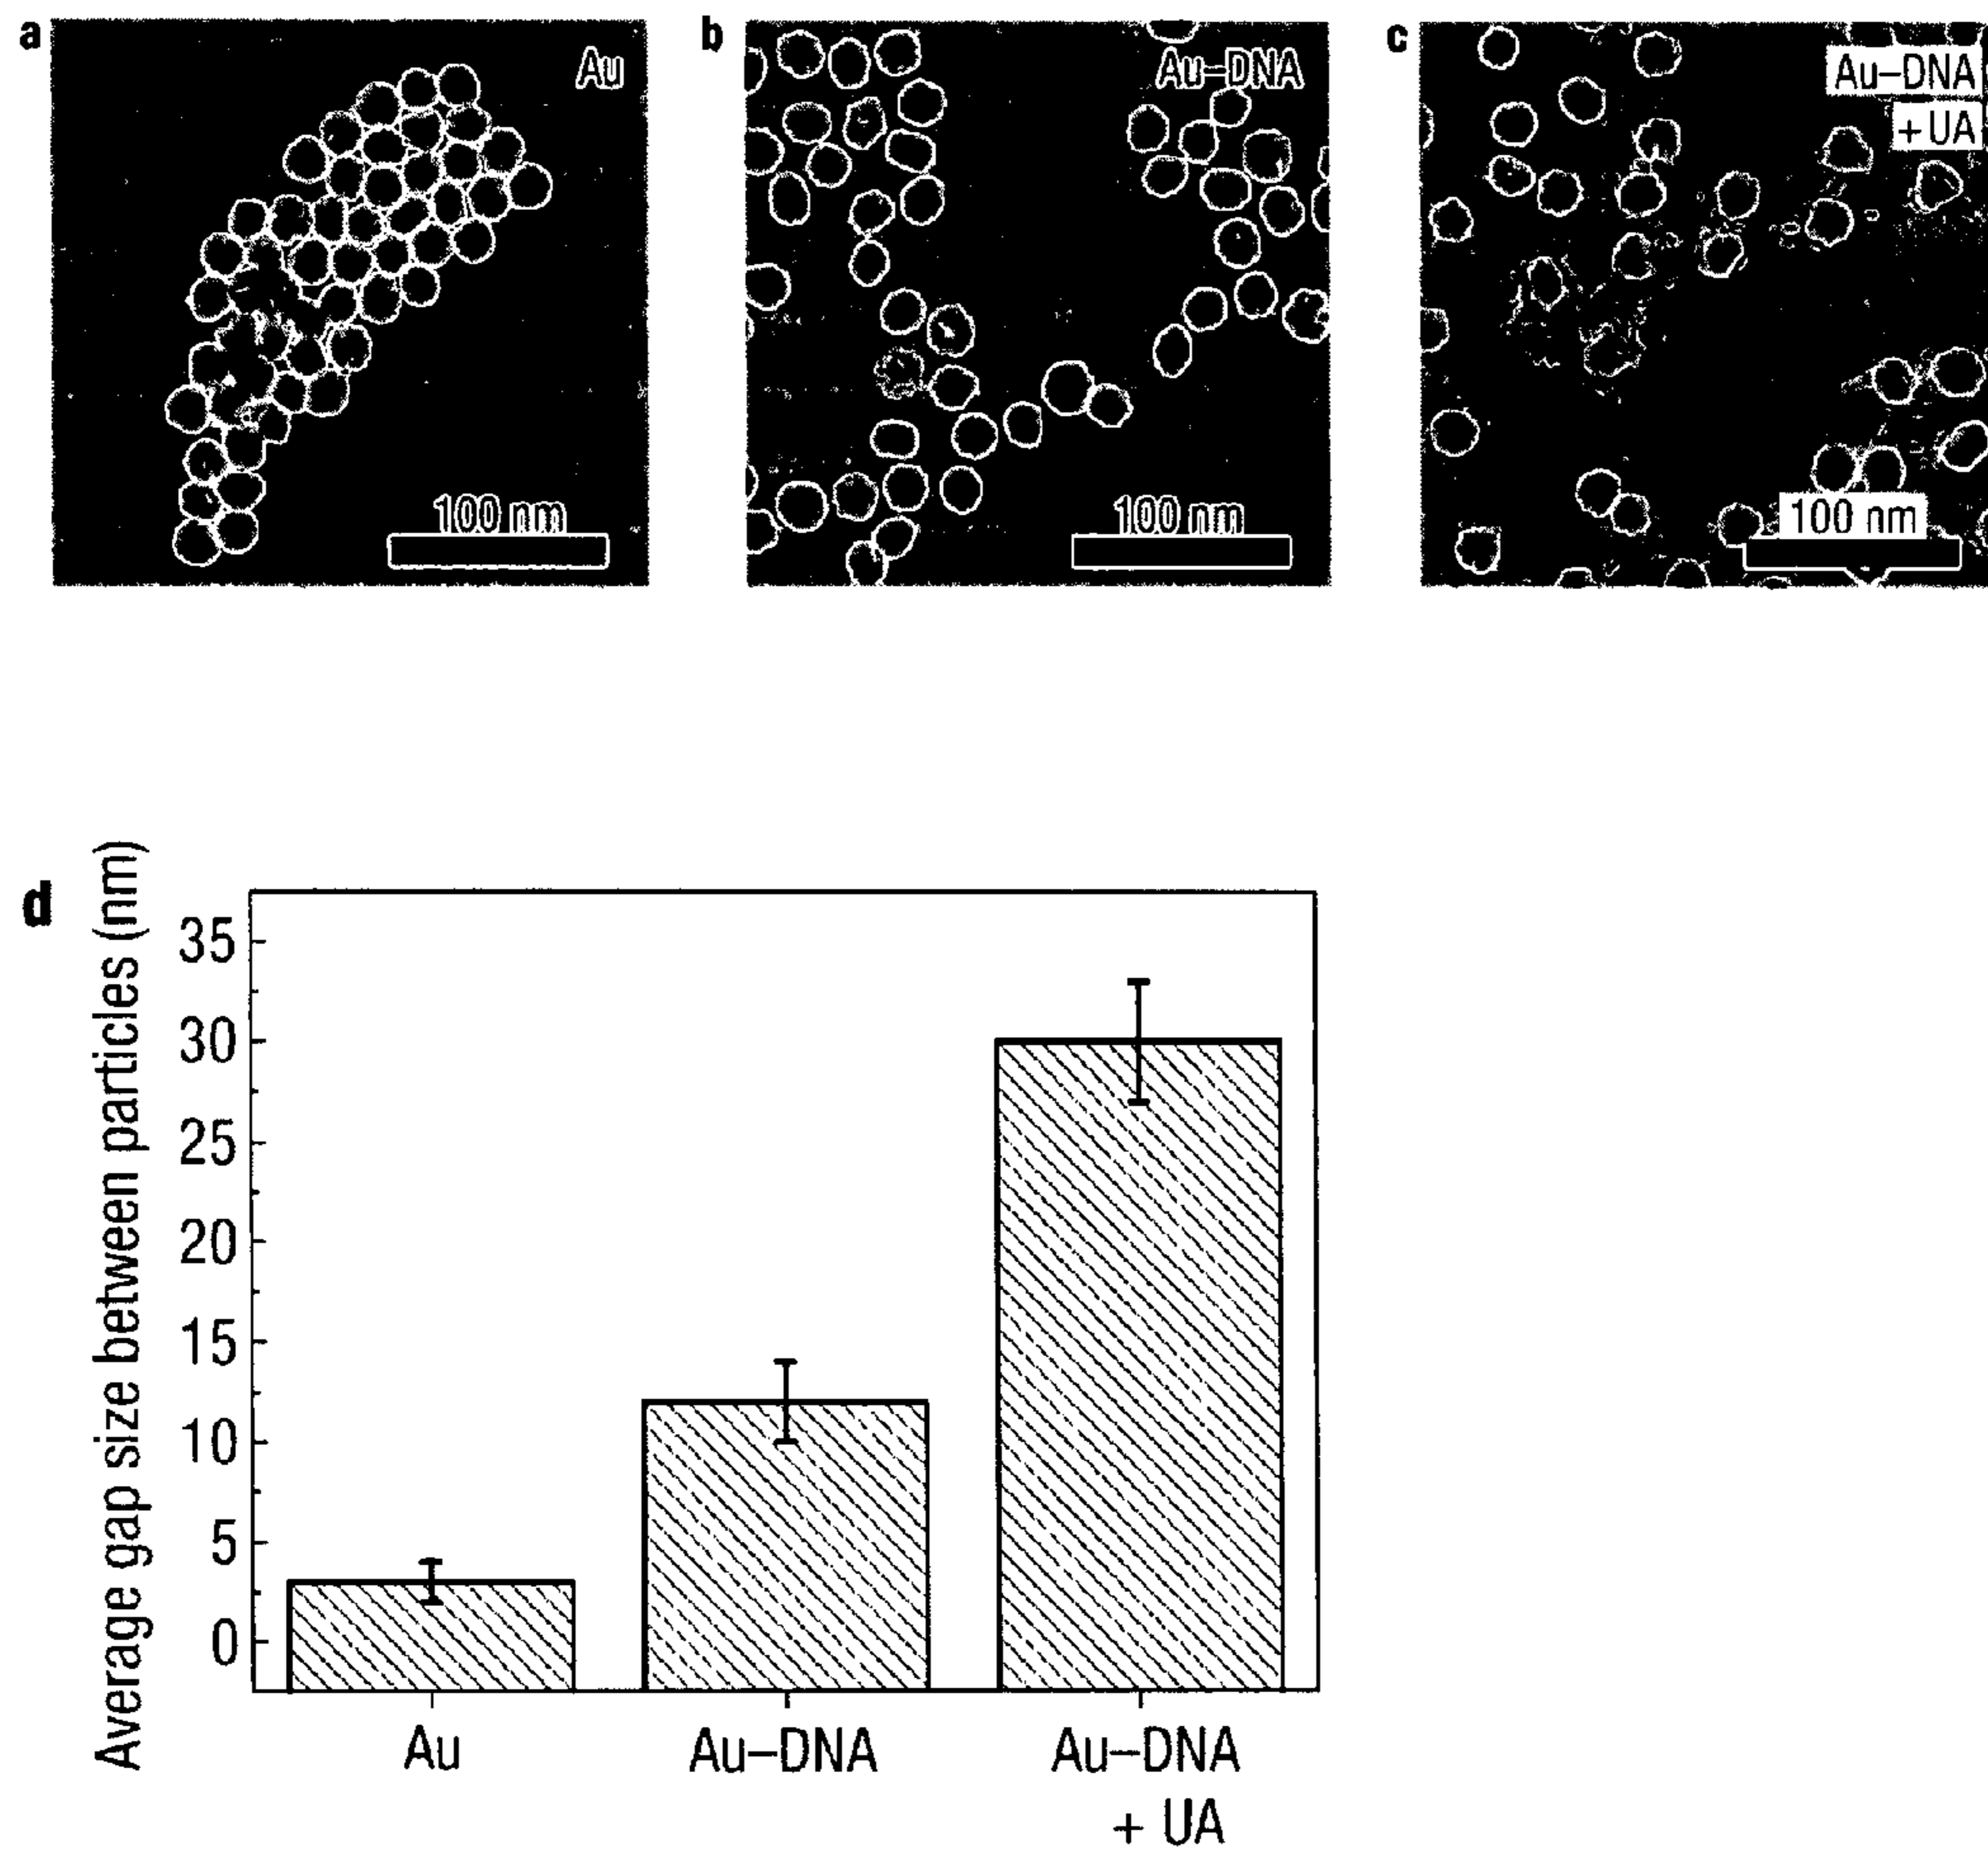 a
Au
100 nm
b
Au–DNA
100 nm
c
Au–DNA
+ UA
100 nm
d
Average gap size between particles (nm)
35
30
25
20
15
10
5
0
Au
Au–DNA
Au–DNA
+ UA